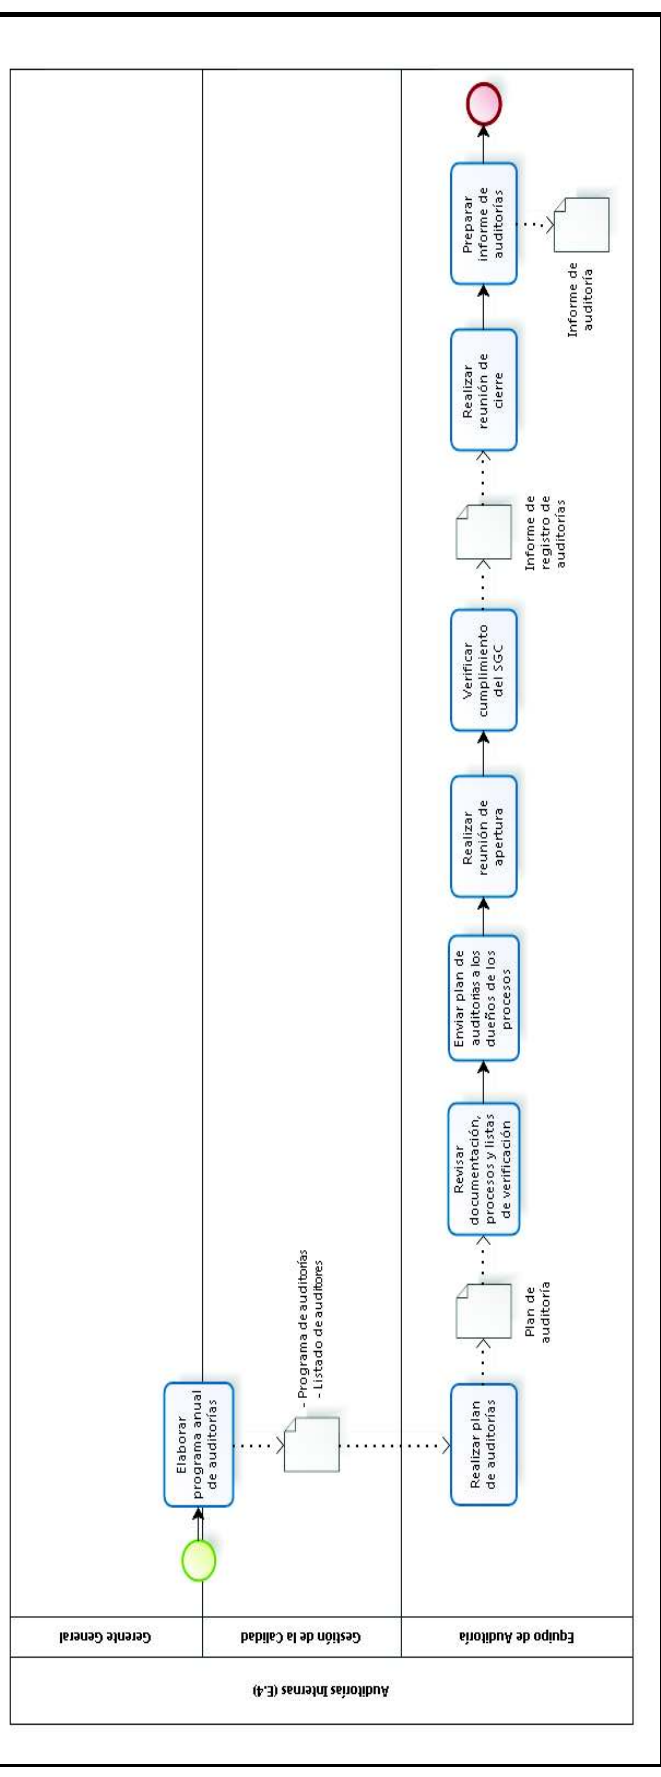 Auditorías Internas (E.4)
Gerente General
Gestión de la Calidad
Equipo de Auditoría
Elaborar
programa anual
de auditorías
- Programa de auditorías
- Listado de auditores
Realizar plan
de auditorías
Plan de
auditoría
Revisar
documentación,
procesos y listas
de verificación
Enviar plan de
auditorias a los
dueños de los
procesos
Realizar
reunión de
apertura
Verificar
cumplimiento
del SGC
Informe de
registro de
auditorías
Realizar
reunión de
cierre
Preparar
informe de
auditorías
Informe de
auditoría